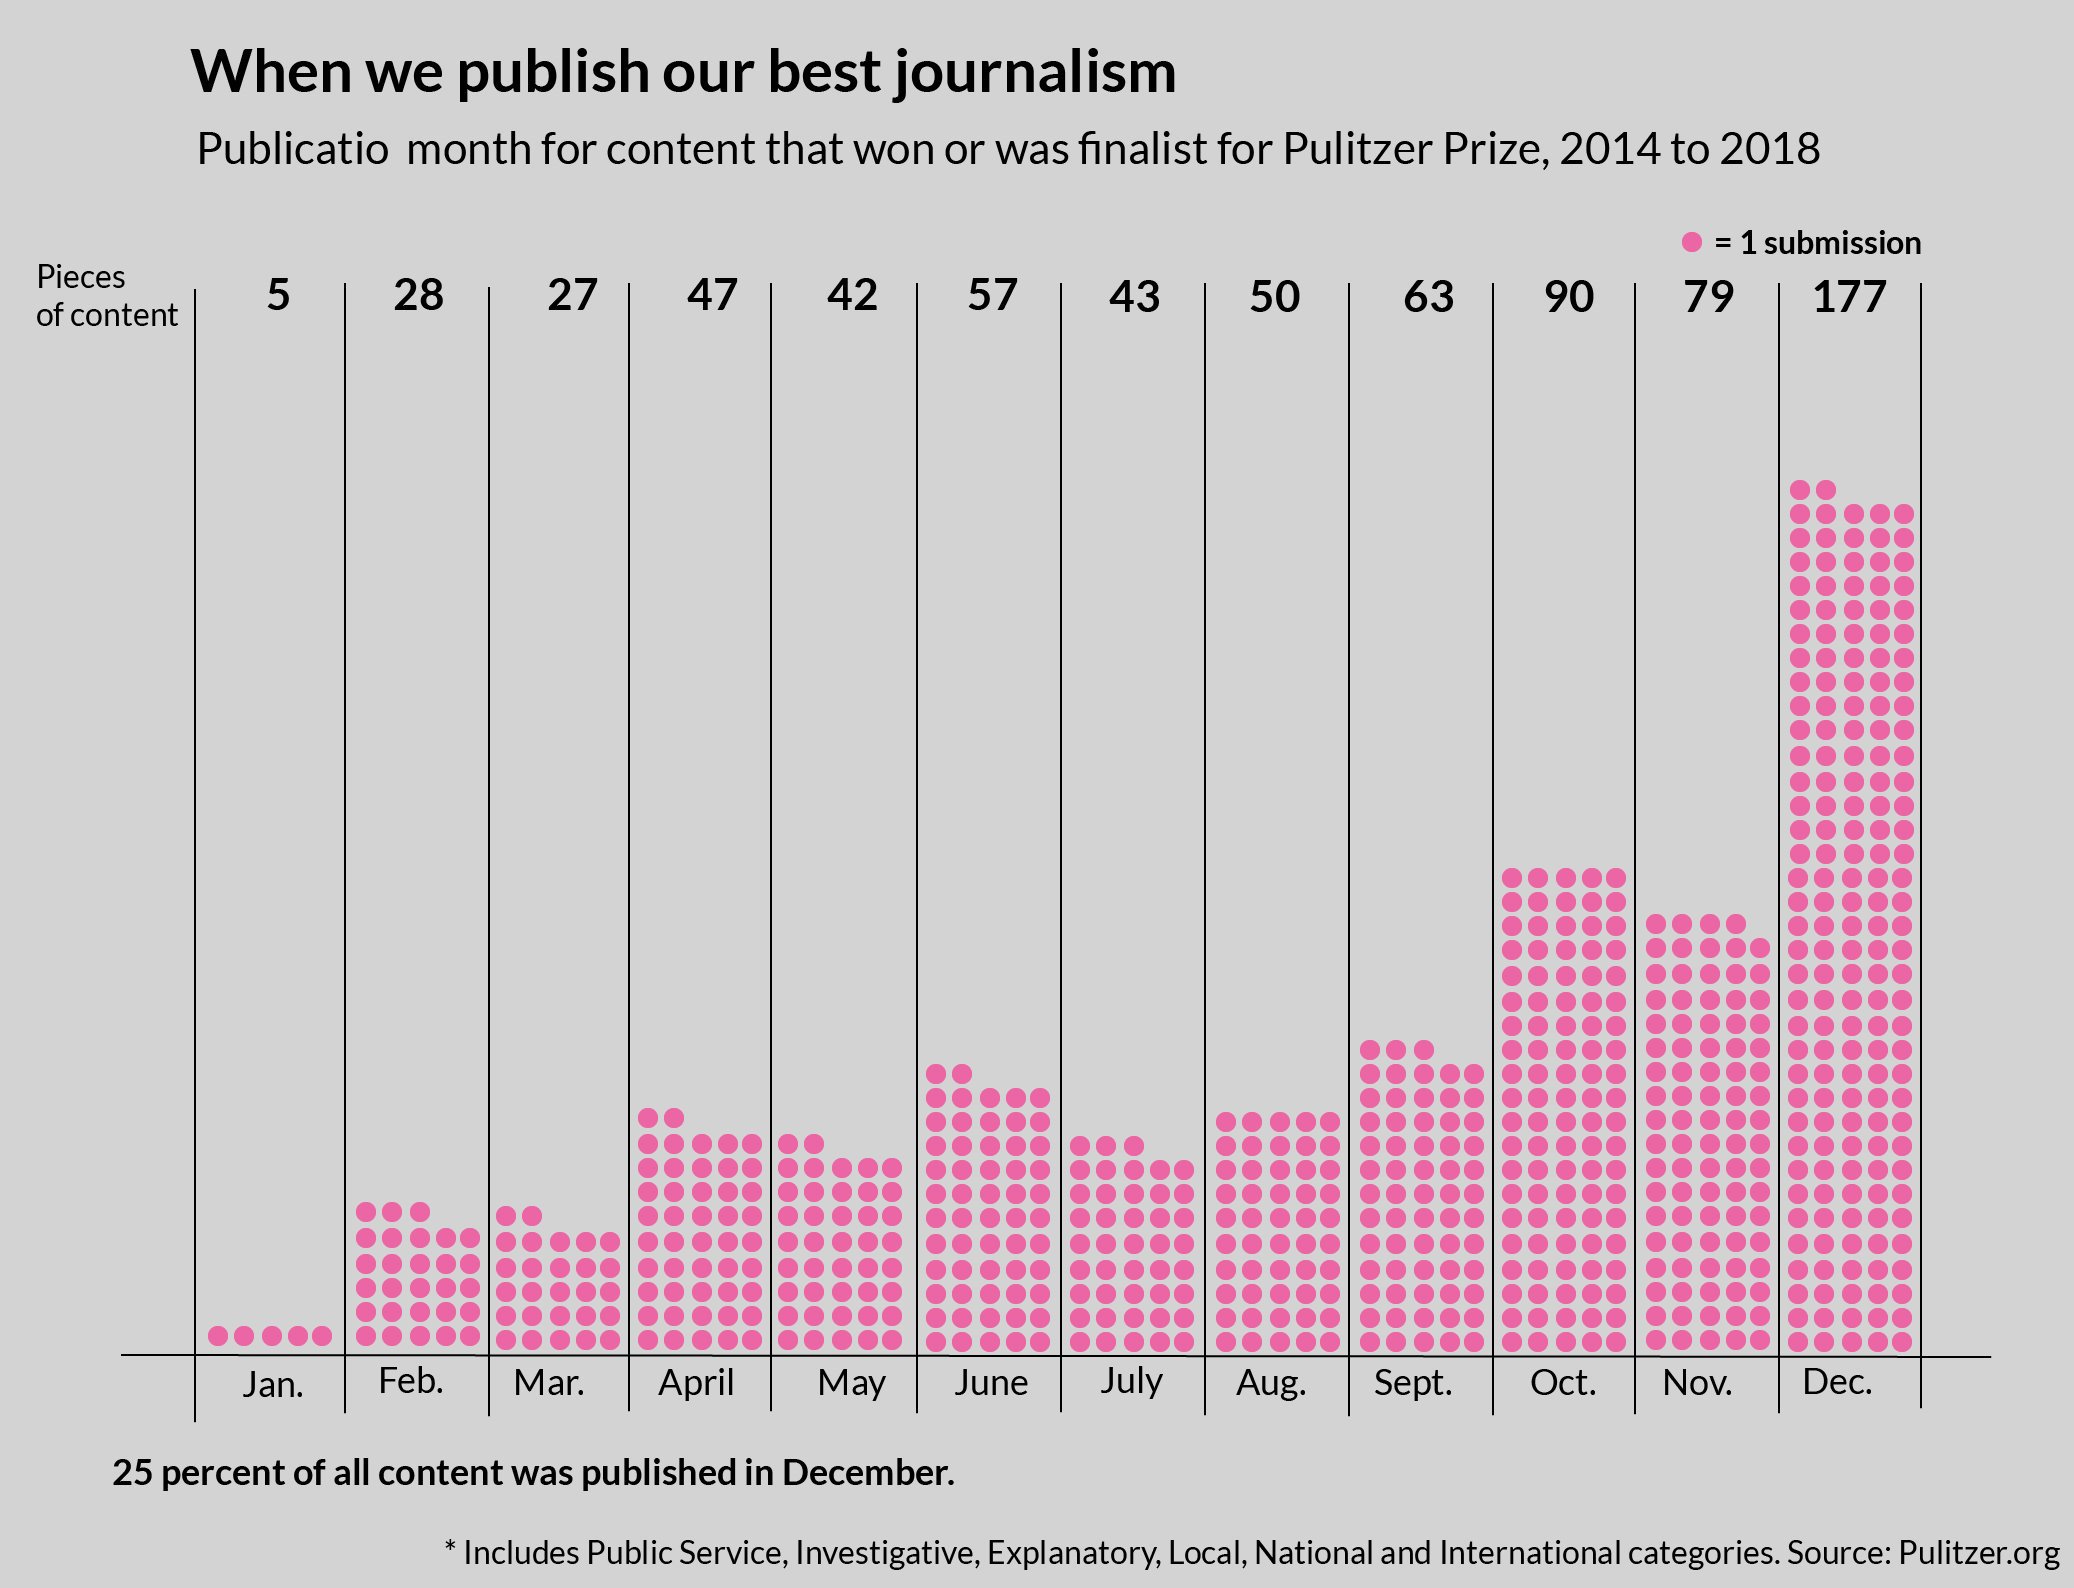 When we publish our best journalism
Publicatio  month for content that won or was finalist for Pulitzer Prize, 2014 to 2018
= 1 submission
Pieces
of content
5 28 27 47 42 57 43 50 63 90 79 177
Jan. Feb. Mar. April May June July Aug. Sept. Oct. Nov. Dec.
25 percent of all content was published in December.
* Includes Public Service, Investigative, Explanatory, Local, National and International categories. Source: Pulitzer.org